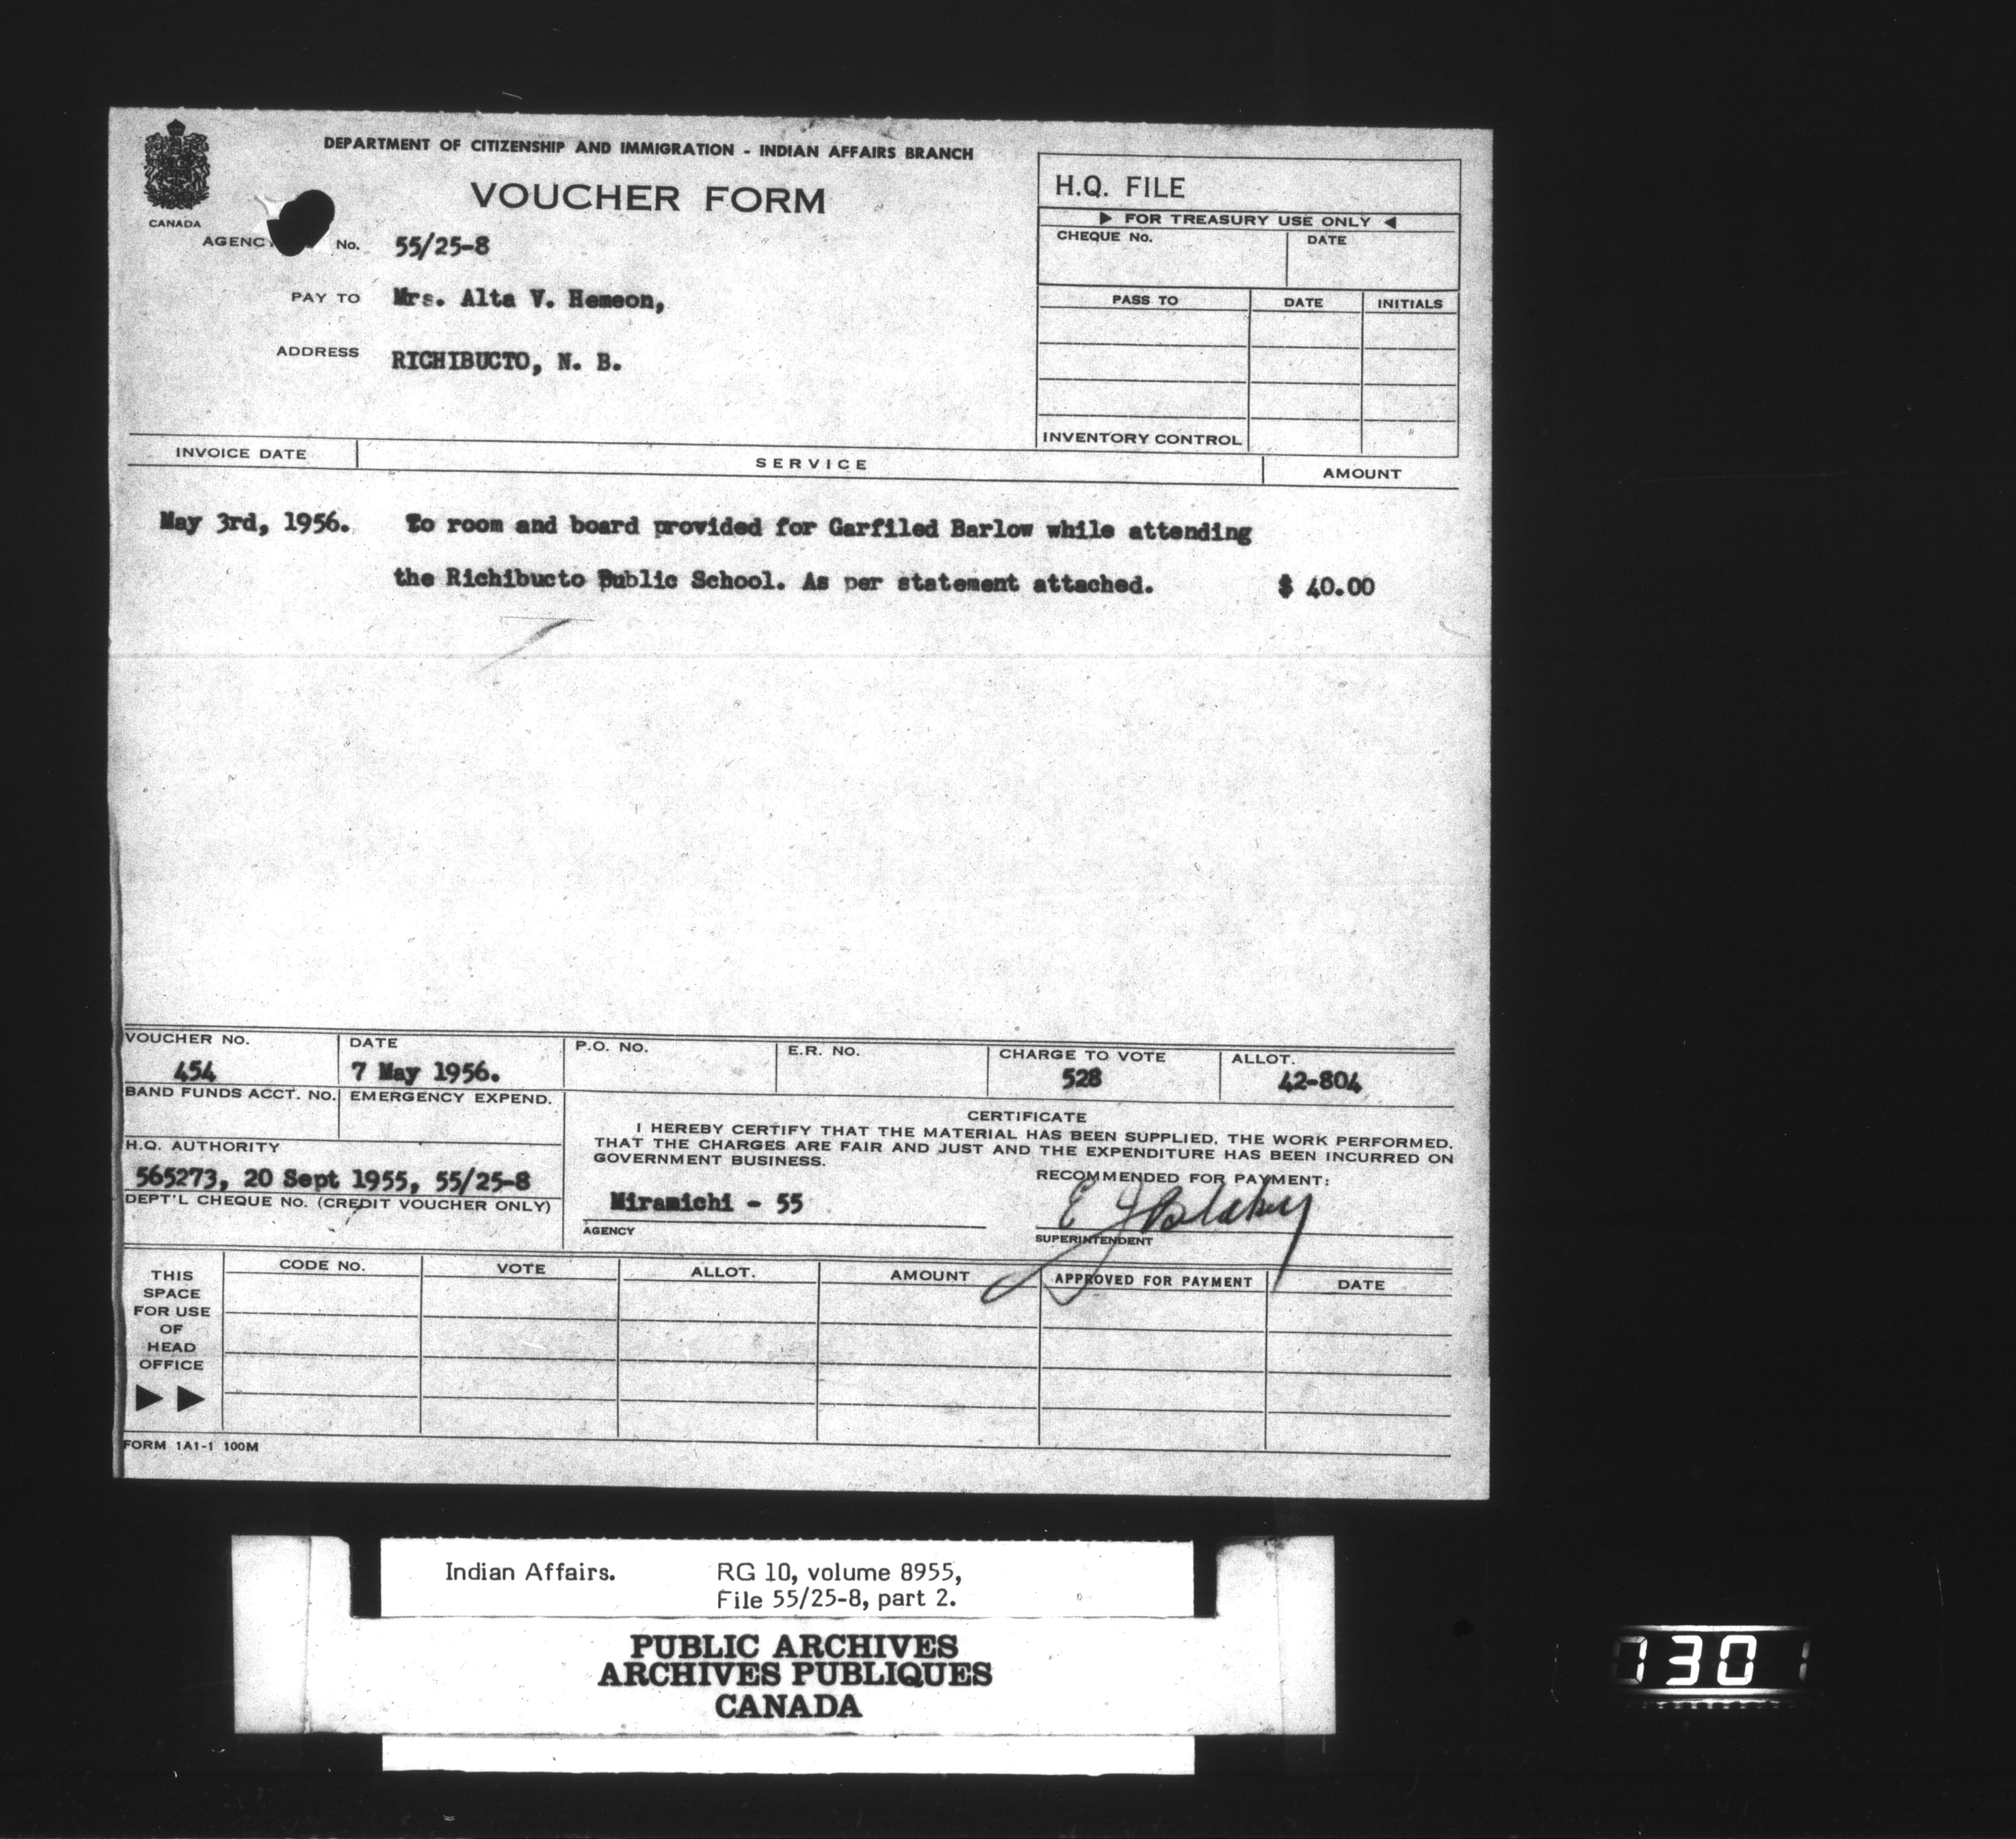 DEPARTMENT OF CITIZENSHIP AND IMMIGRATION - INDIAN AFFAIRS BRANCH
VOUCHER FORM
CANADA
AGENCY No. 55/25-8
PAY TO Mrs. Alta V. Hemeon,
ADDRESS RICHIBUCTO, N. B.
H.Q. FILE
▶ FOR TREASURY USE ONLY ◀
CHEQUE No. DATE
PASS TO DATE INITIALS
INVENTORY CONTROL
INVOICE DATE SERVICE AMOUNT
May 3rd, 1956. To room and board provided for Garfiled Barlow while attending
the Richibucto Public School. As per statement attached. $ 40.00
VOUCHER NO. DATE P.O. NO. E.R. NO. CHARGE TO VOTE ALLOT.
454 7 May 1956. 528 42-804
BAND FUNDS ACCT. NO. EMERGENCY EXPEND.
CERTIFICATE
I HEREBY CERTIFY THAT THE MATERIAL HAS BEEN SUPPLIED, THE WORK PERFORMED,
THAT THE CHARGES ARE FAIR AND JUST AND THE EXPENDITURE HAS BEEN INCURRED ON
GOVERNMENT BUSINESS.
H.Q. AUTHORITY
565273, 20 Sept 1955, 55/25-8
DEPT'L CHEQUE NO. (CREDIT VOUCHER ONLY)
RECOMMENDED FOR PAYMENT:
Miramichi - 55
AGENCY
E J Blakey
SUPERINTENDENT
THIS SPACE FOR USE OF HEAD OFFICE ▶▶
CODE NO. VOTE ALLOT. AMOUNT APPROVED FOR PAYMENT DATE
FORM 1A1-1 100M
Indian Affairs. RG 10, volume 8955,
File 55/25-8, part 2.
PUBLIC ARCHIVES
ARCHIVES PUBLIQUES
CANADA